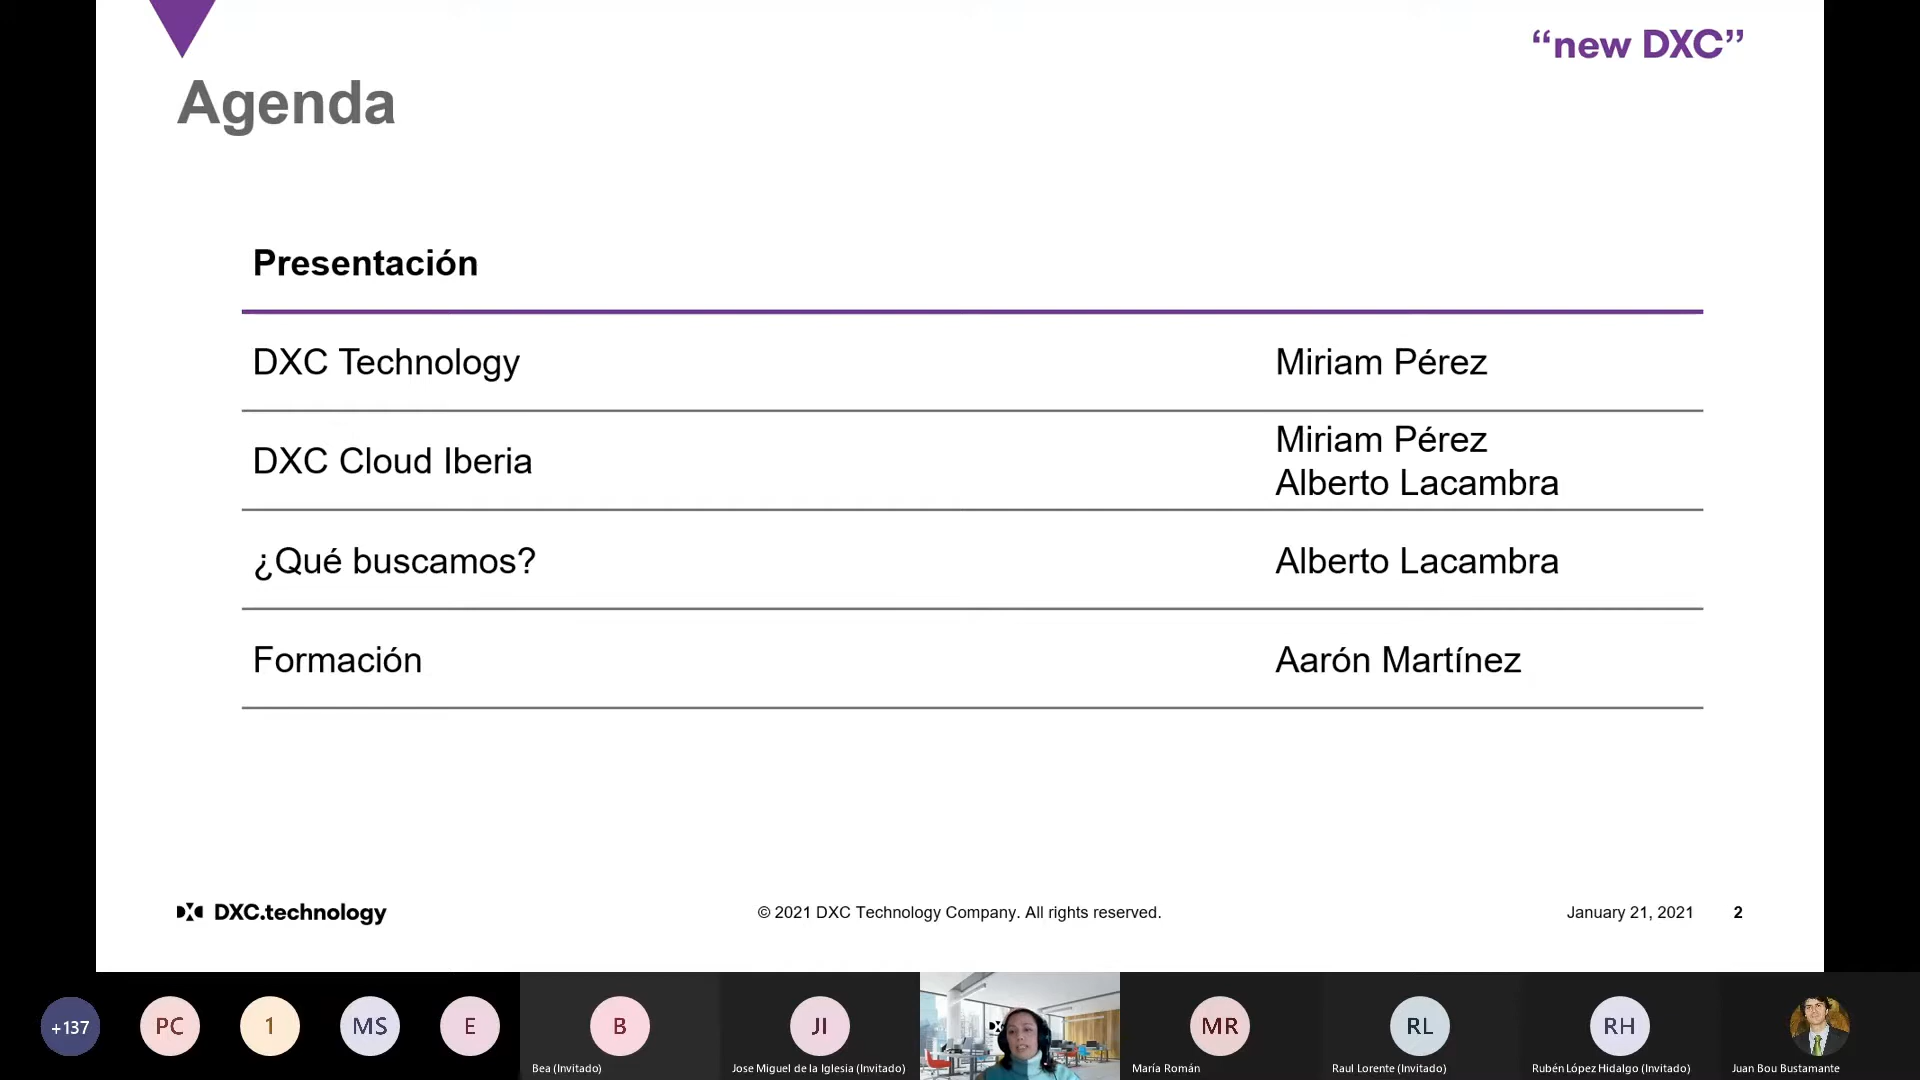 “new DXC”
Agenda
Presentación
DXC Technology
Miriam Pérez
DXC Cloud Iberia
Miriam Pérez
Alberto Lacambra
¿Qué buscamos?
Alberto Lacambra
Formación
Aarón Martínez
DXC.technology
© 2021 DXC Technology Company. All rights reserved.
January 21, 2021
2
+137
PC
1
MS
E
B
JI
MR
RL
RH
Bea (Invitado)
Jose Miguel de la Iglesia (Invitado)
María Román
Raul Lorente (Invitado)
Rubén López Hidalgo (Invitado)
Juan Bou Bustamante